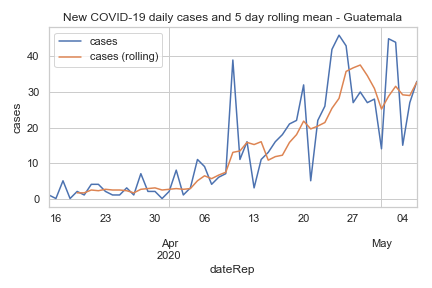 New COVID-19 daily cases and 5 day rolling mean - Guatemala
cases
cases (rolling)
cases
40
30
20
10
0
16 23 30 06 13 20 27 04
Apr May
2020
dateRep